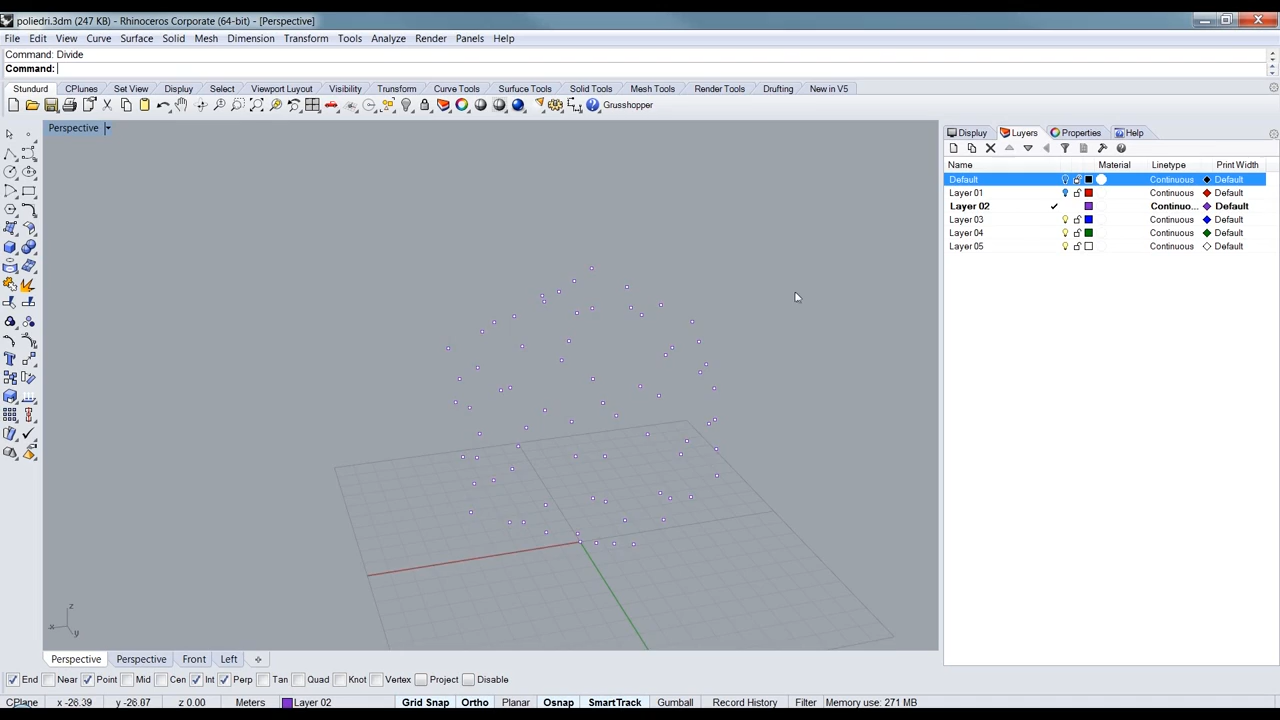 poliedri.3dm (247 KB) - Rhinoceros Corporate (64-bit) - [Perspective]
File Edit View Curve Surface Solid Mesh Dimension Transform Tools Analyze Render Panels Help
Command: Divide
Command:
Standard CPlanes Set View Display Select Viewport Layout Visibility Transform Curve Tools Surface Tools Solid Tools Mesh Tools Render Tools Drafting New in V5
Grasshopper
Perspective
Display Layers Properties Help
Name Material Linetype Print Width
Default Continuous Default
Layer 01 Continuous Default
Layer 02 Continuo... Default
Layer 03 Continuous Default
Layer 04 Continuous Default
Layer 05 Continuous Default
z
x
y
Perspective Perspective Front Left
End Near Point Mid Cen Int Perp Tan Quad Knot Vertex Project Disable
CPlane x -26.39 y -26.07 z 0.00 Meters Layer 02 Grid Snap Ortho Planar Osnap SmartTrack Gumball Record History Filter Memory use: 271 MB